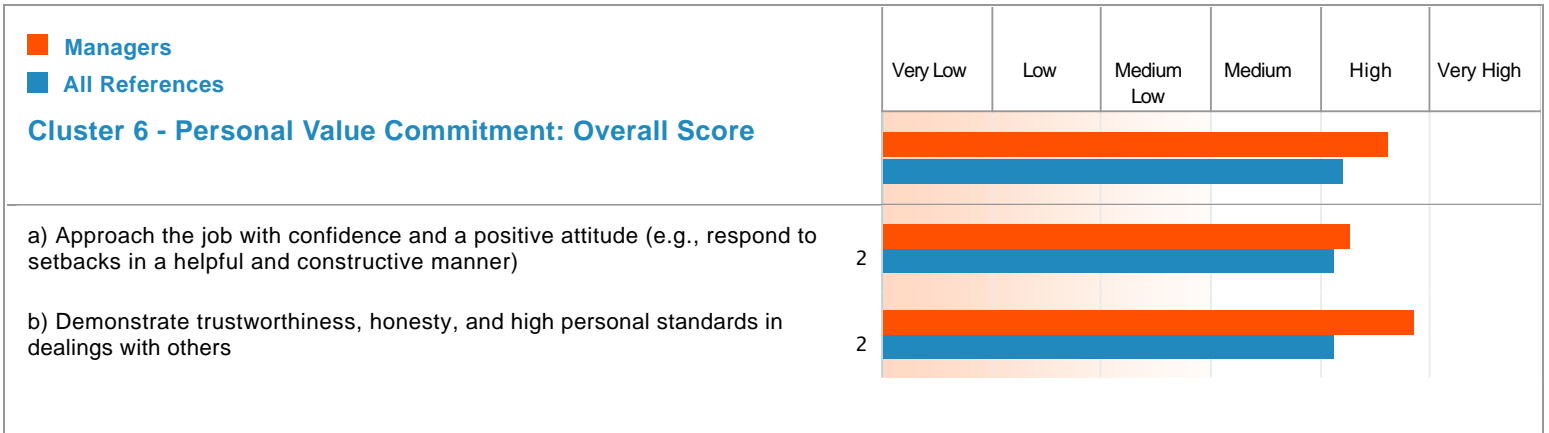 Managers
All References
Very Low
Low
Medium
Low
Medium
High
Very High
Cluster 6 - Personal Value Commitment: Overall Score
a) Approach the job with confidence and a positive attitude (e.g., respond to
setbacks in a helpful and constructive manner)
2
b) Demonstrate trustworthiness, honesty, and high personal standards in
dealings with others
2